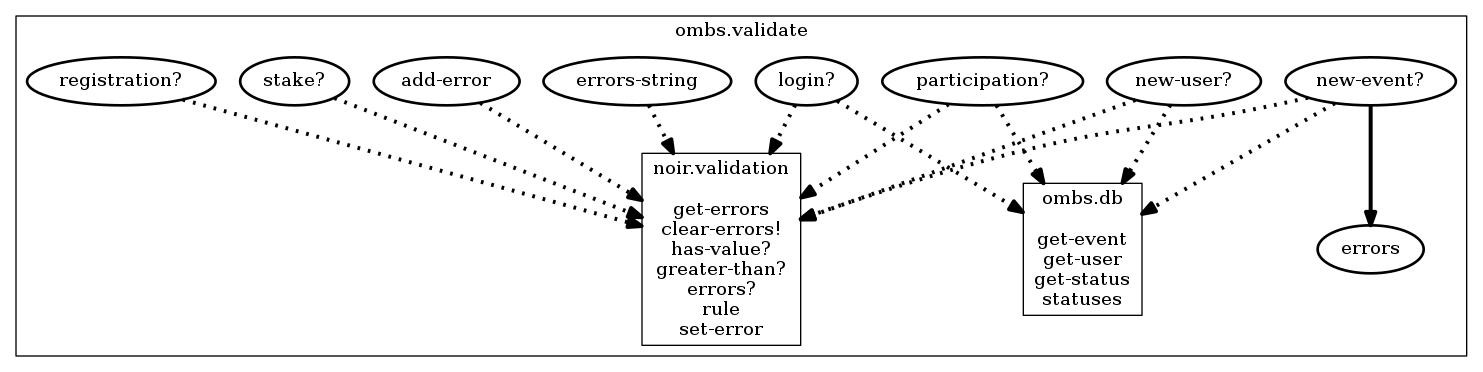 ombs.validate
registration?
stake?
add-error
errors-string
login?
participation?
new-user?
new-event?
noir.validation
get-errors
clear-errors!
has-value?
greater-than?
errors?
rule
set-error
ombs.db
get-event
get-user
get-status
statuses
errors